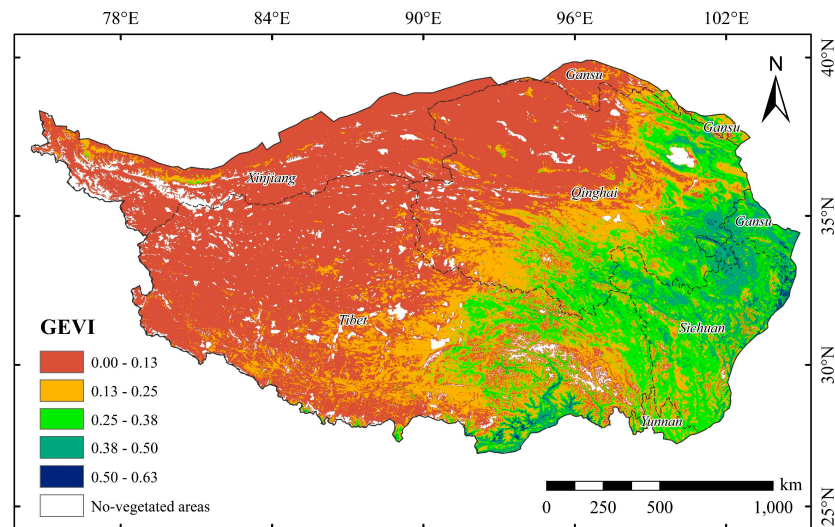 78°E 84°E 90°E 96°E 102°E
40°N
N
Gansu
Gansu
Xinjiang
Qinghai
35°N
Gansu
Tibet
Sichuan
GEVI
0.00 - 0.13
30°N
0.13 - 0.25
0.25 - 0.38
Yunnan
0.38 - 0.50
0.50 - 0.63
km
No-vegetated areas
0 250 500 1,000
25°N